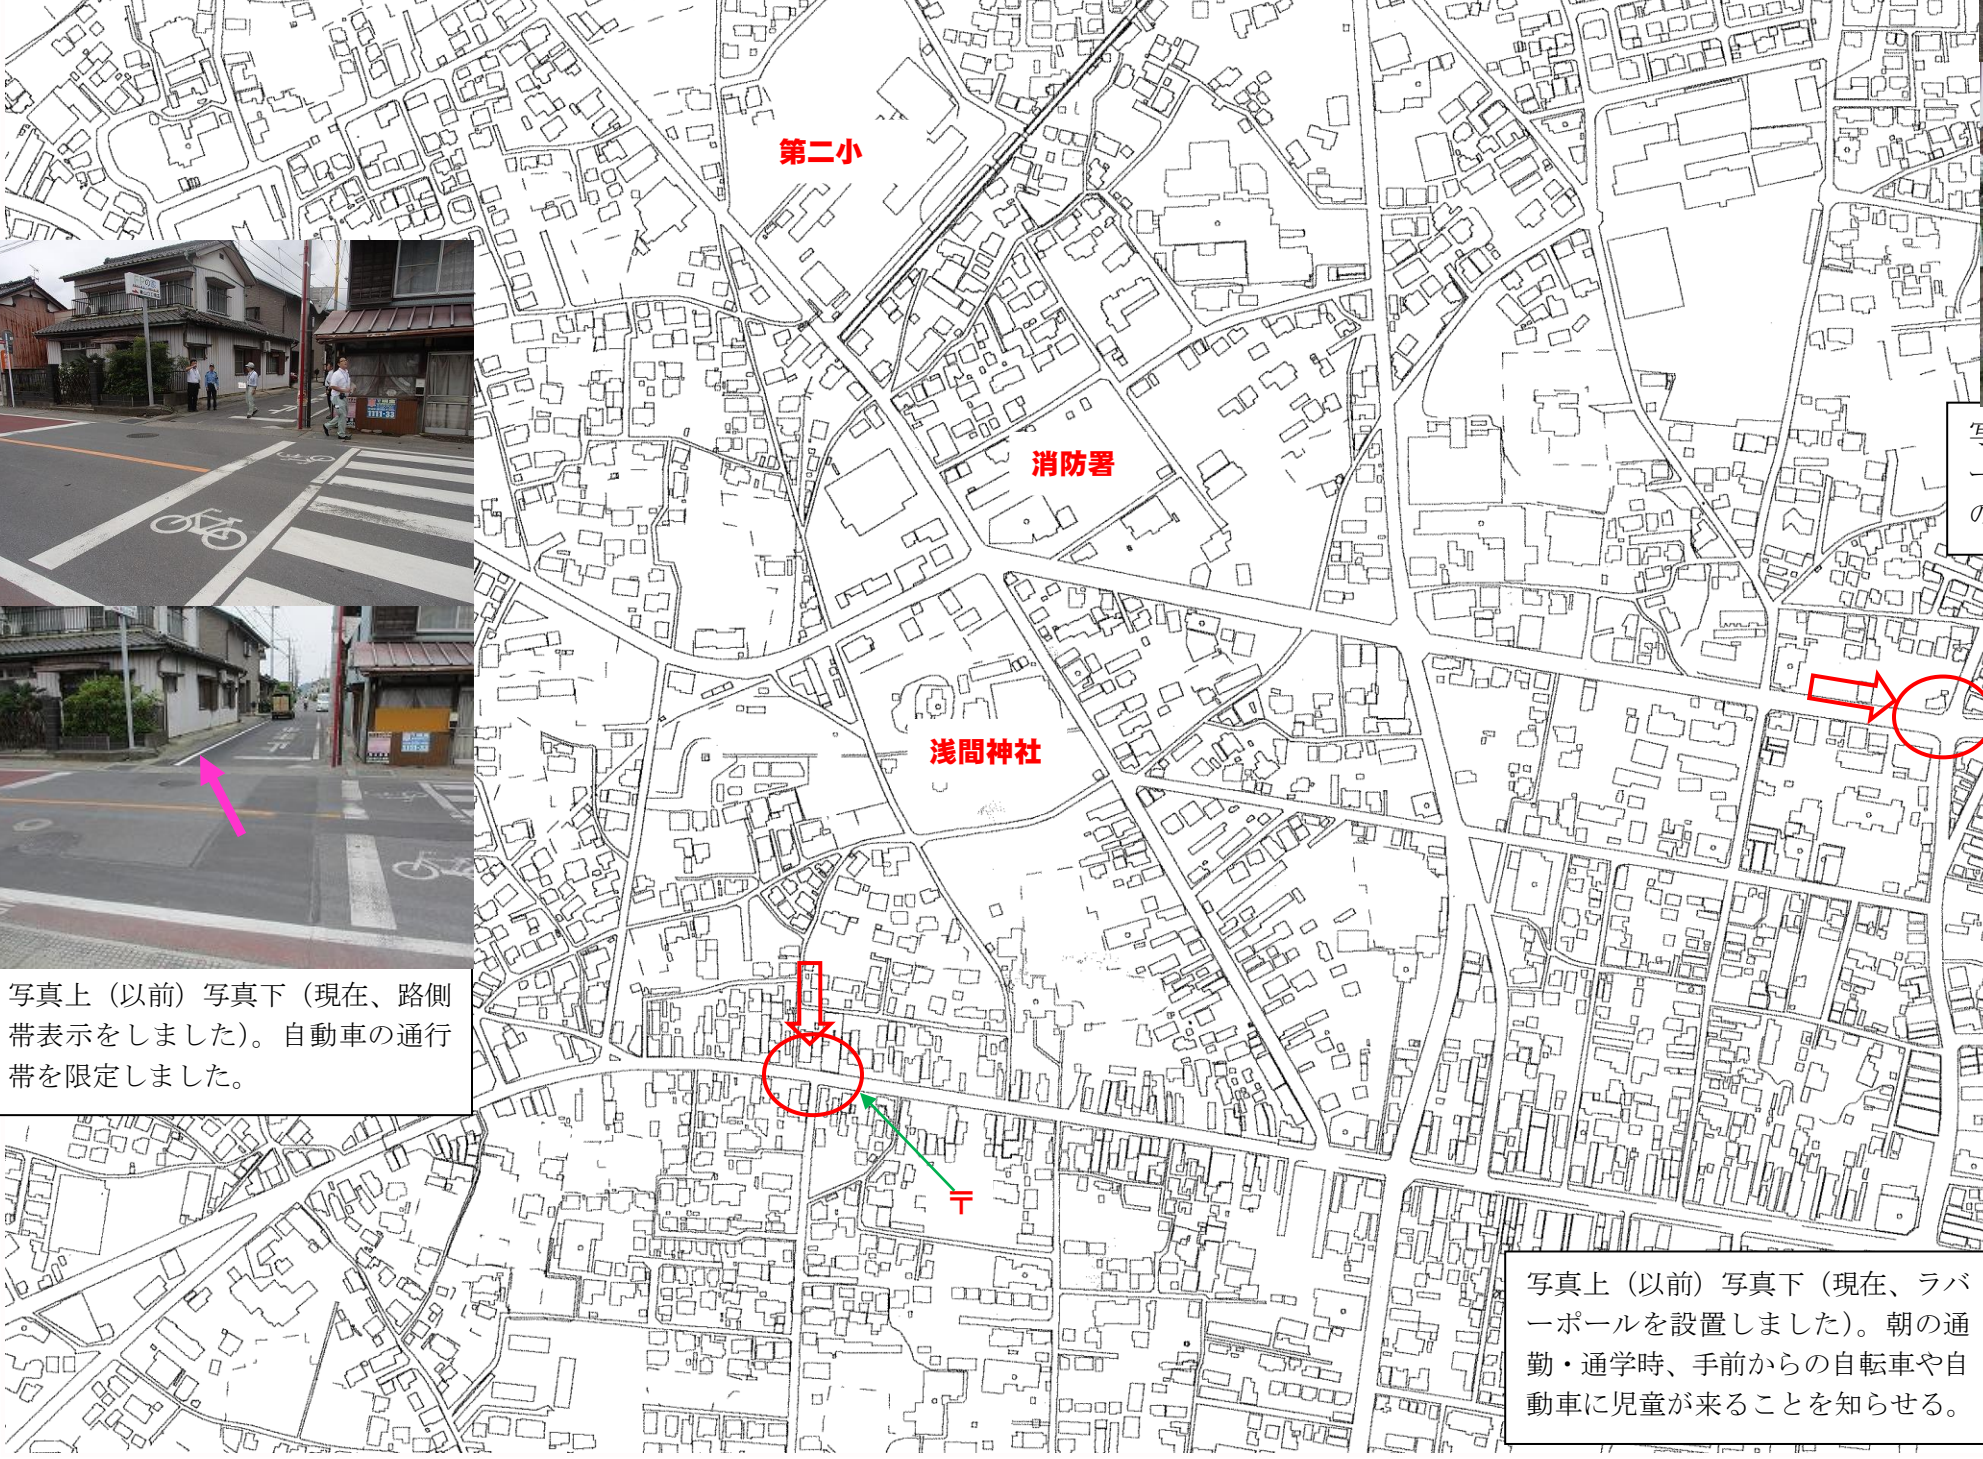 第二小
消防署
浅間神社
〒
写真上（以前）写真下（現在、路側
帯表示をしました）。自動車の通行
帯を限定しました。
写
ー
の
写真上（以前）写真下（現在、ラバ
ーポールを設置しました）。朝の通
勤・通学時、手前からの自転車や自
動車に児童が来ることを知らせる。